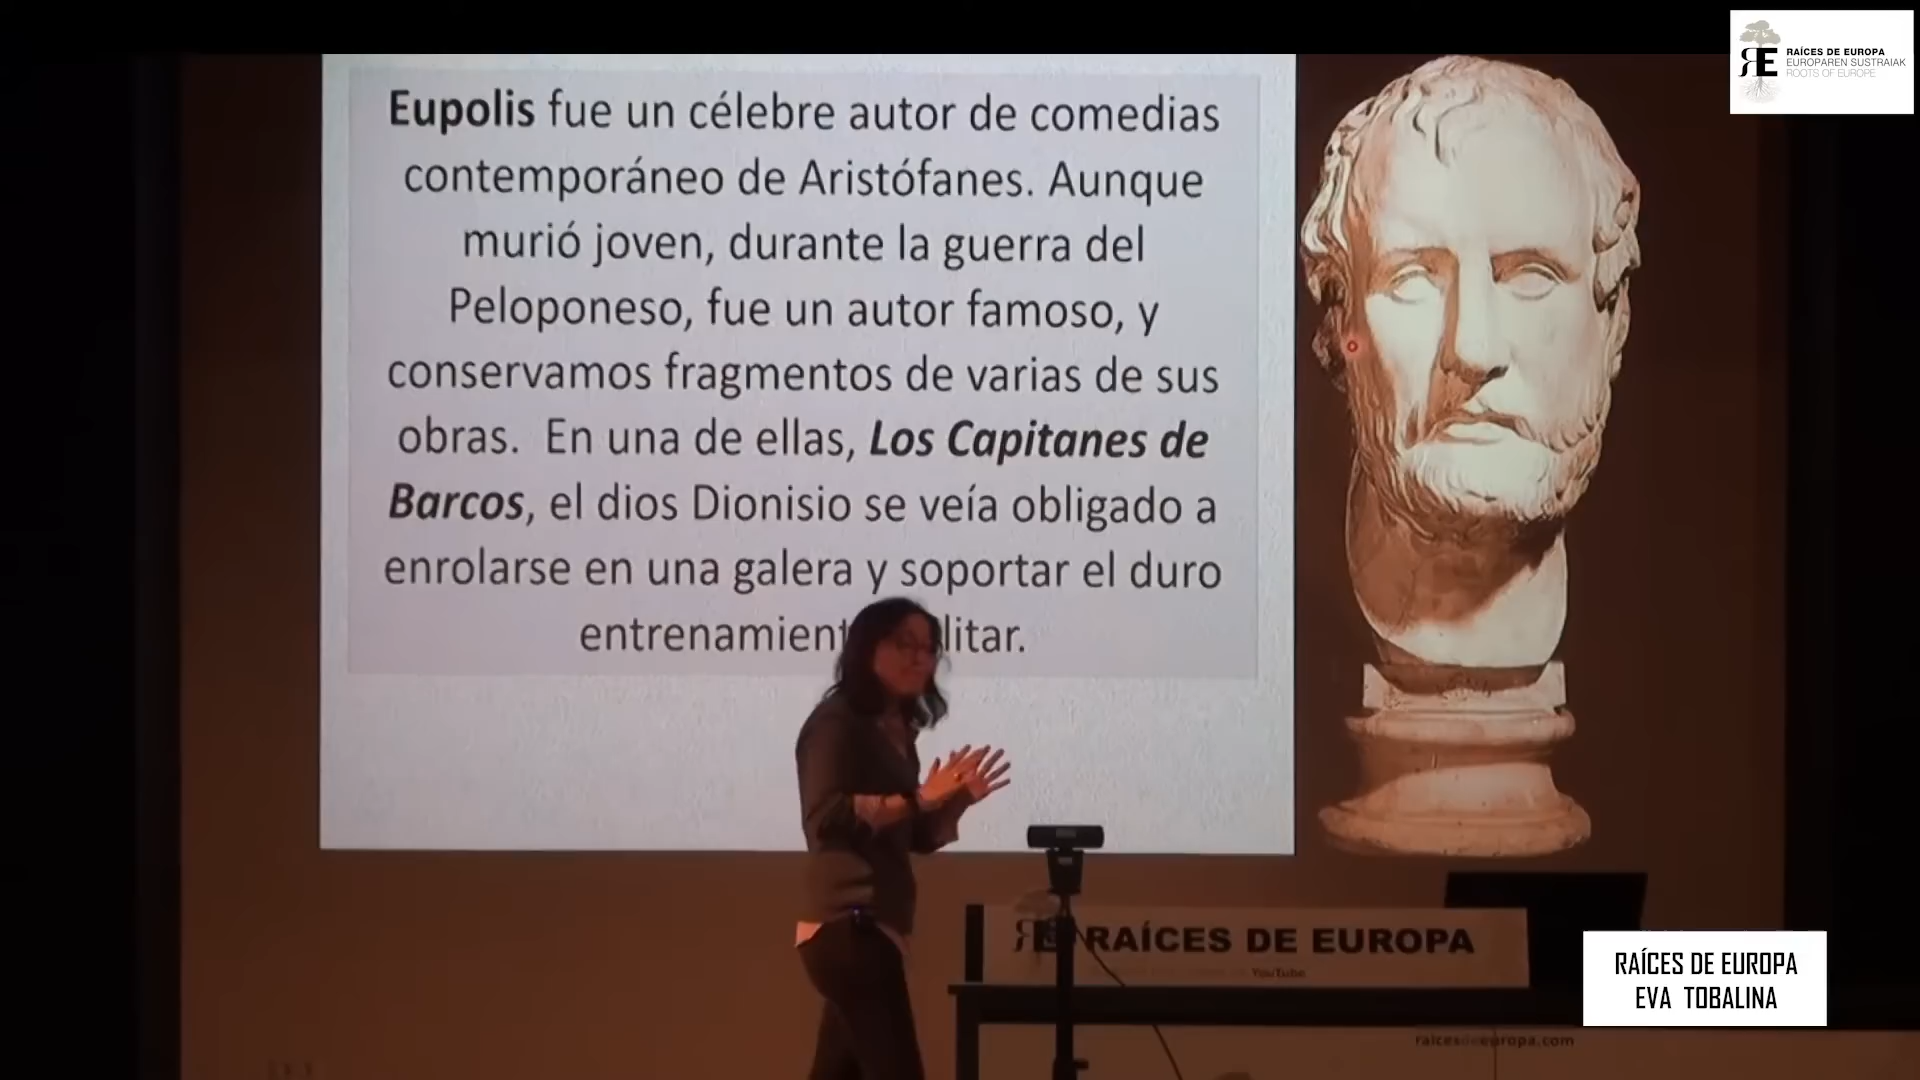 RAÍCES DE EUROPA
EUROPAREN SUSTRAIAK
ROOTS OF EUROPE
Eupolis fue un célebre autor de comedias
contemporáneo de Aristófanes. Aunque
murió joven, durante la guerra del
Peloponeso, fue un autor famoso, y
conservamos fragmentos de varias de sus
obras. En una de ellas, Los Capitanes de
Barcos, el dios Dionisio se veía obligado a
enrolarse en una galera y soportar el duro
entrenamient litar.
RE RAÍCES DE EUROPA
YouTube
RAÍCES DE EUROPA
EVA TOBALINA
raicesdeeuropa.com